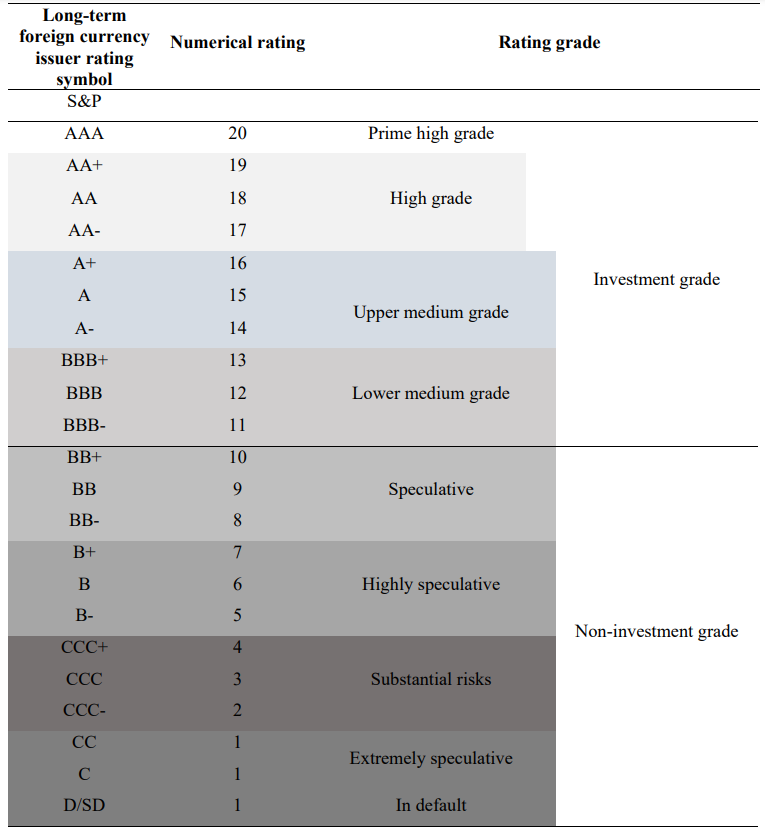 Long-term
foreign currency
issuer rating
symbol
Numerical rating
Rating grade
S&P
AAA 20 Prime high grade
AA+ 19
AA 18 High grade
AA- 17
A+ 16
Investment grade
A 15
Upper medium grade
A- 14
BBB+ 13
BBB 12 Lower medium grade
BBB- 11
BB+ 10
BB 9 Speculative
BB- 8
B+ 7
B 6 Highly speculative
B- 5
Non-investment grade
CCC+ 4
CCC 3 Substantial risks
CCC- 2
CC 1
Extremely speculative
C 1
D/SD 1 In default